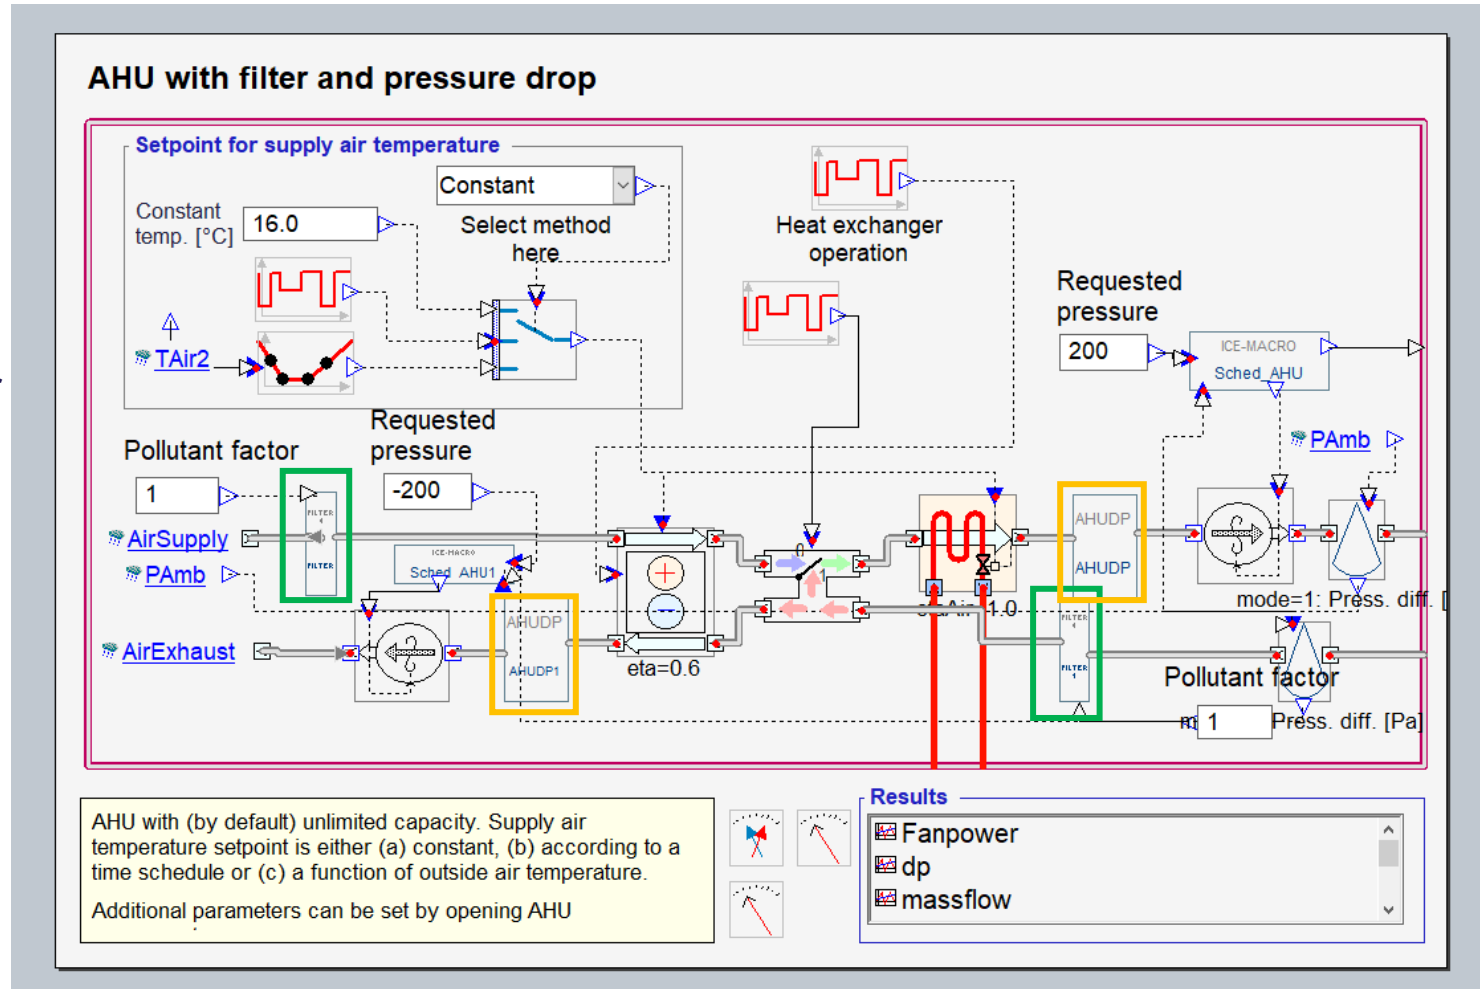 AHU with filter and pressure drop
Setpoint for supply air temperature
Constant
Constant
temp. [°C]
16.0
Select method
here
Heat exchanger
operation
TAir2
Requested
pressure
200
ICE-MACRO
Sched_AHU
PAmb
Pollutant factor
1
Requested
pressure
-200
FILTER
FILTER
AirSupply
PAmb
ICE-MACRO
Sched_AHU1
AirExhaust
AHUDP
AHUDP1
eta=0.6
0
1
1.0
AHUDP
AHUDP
mode=1: Press. diff. [
FILTER
FILTER
Pollutant factor
1
Press. diff. [Pa]
AHU with (by default) unlimited capacity. Supply air
temperature setpoint is either (a) constant, (b) according to a
time schedule or (c) a function of outside air temperature.
Additional parameters can be set by opening AHU
Results
Fanpower
dp
massflow